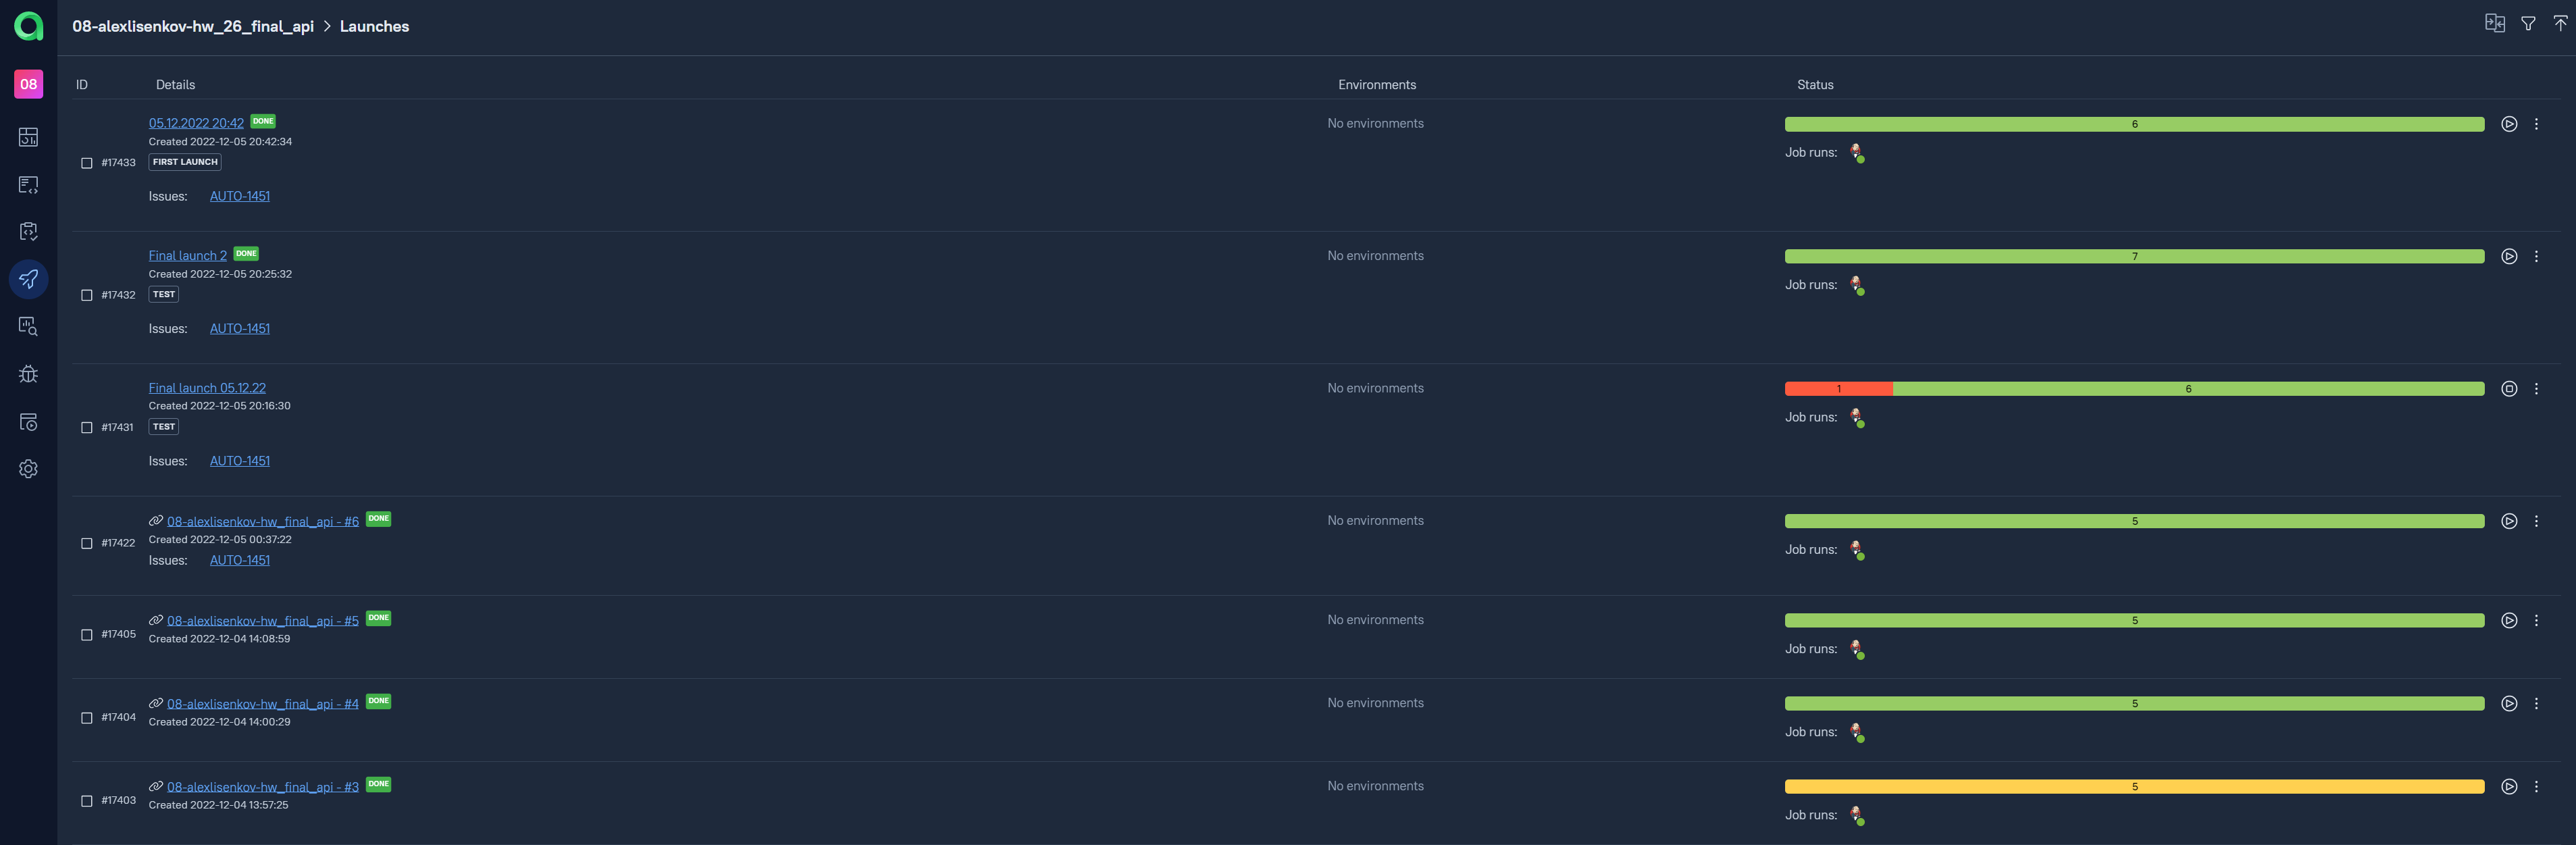 08-alexlisenkov-hw_26_final_api > Launches
08
ID Details Environments Status
05.12.2022 20:42 DONE No environments 6
Created 2022-12-05 20:42:34
Job runs:
#17433 FIRST LAUNCH
Issues: AUTO-1451
Final launch 2 DONE No environments 7
Created 2022-12-05 20:25:32
Job runs:
#17432 TEST
Issues: AUTO-1451
Final launch 05.12.22 No environments 1 6
Created 2022-12-05 20:16:30
Job runs:
#17431 TEST
Issues: AUTO-1451
08-alexlisenkov-hw_final_api - #6 DONE No environments 5
#17422 Created 2022-12-05 00:37:22
Job runs:
Issues: AUTO-1451
08-alexlisenkov-hw_final_api - #5 DONE No environments 5
#17405 Created 2022-12-04 14:08:59
Job runs:
08-alexlisenkov-hw_final_api - #4 DONE No environments 5
#17404 Created 2022-12-04 14:00:29
Job runs:
08-alexlisenkov-hw_final_api - #3 DONE No environments 5
#17403 Created 2022-12-04 13:57:25
Job runs: